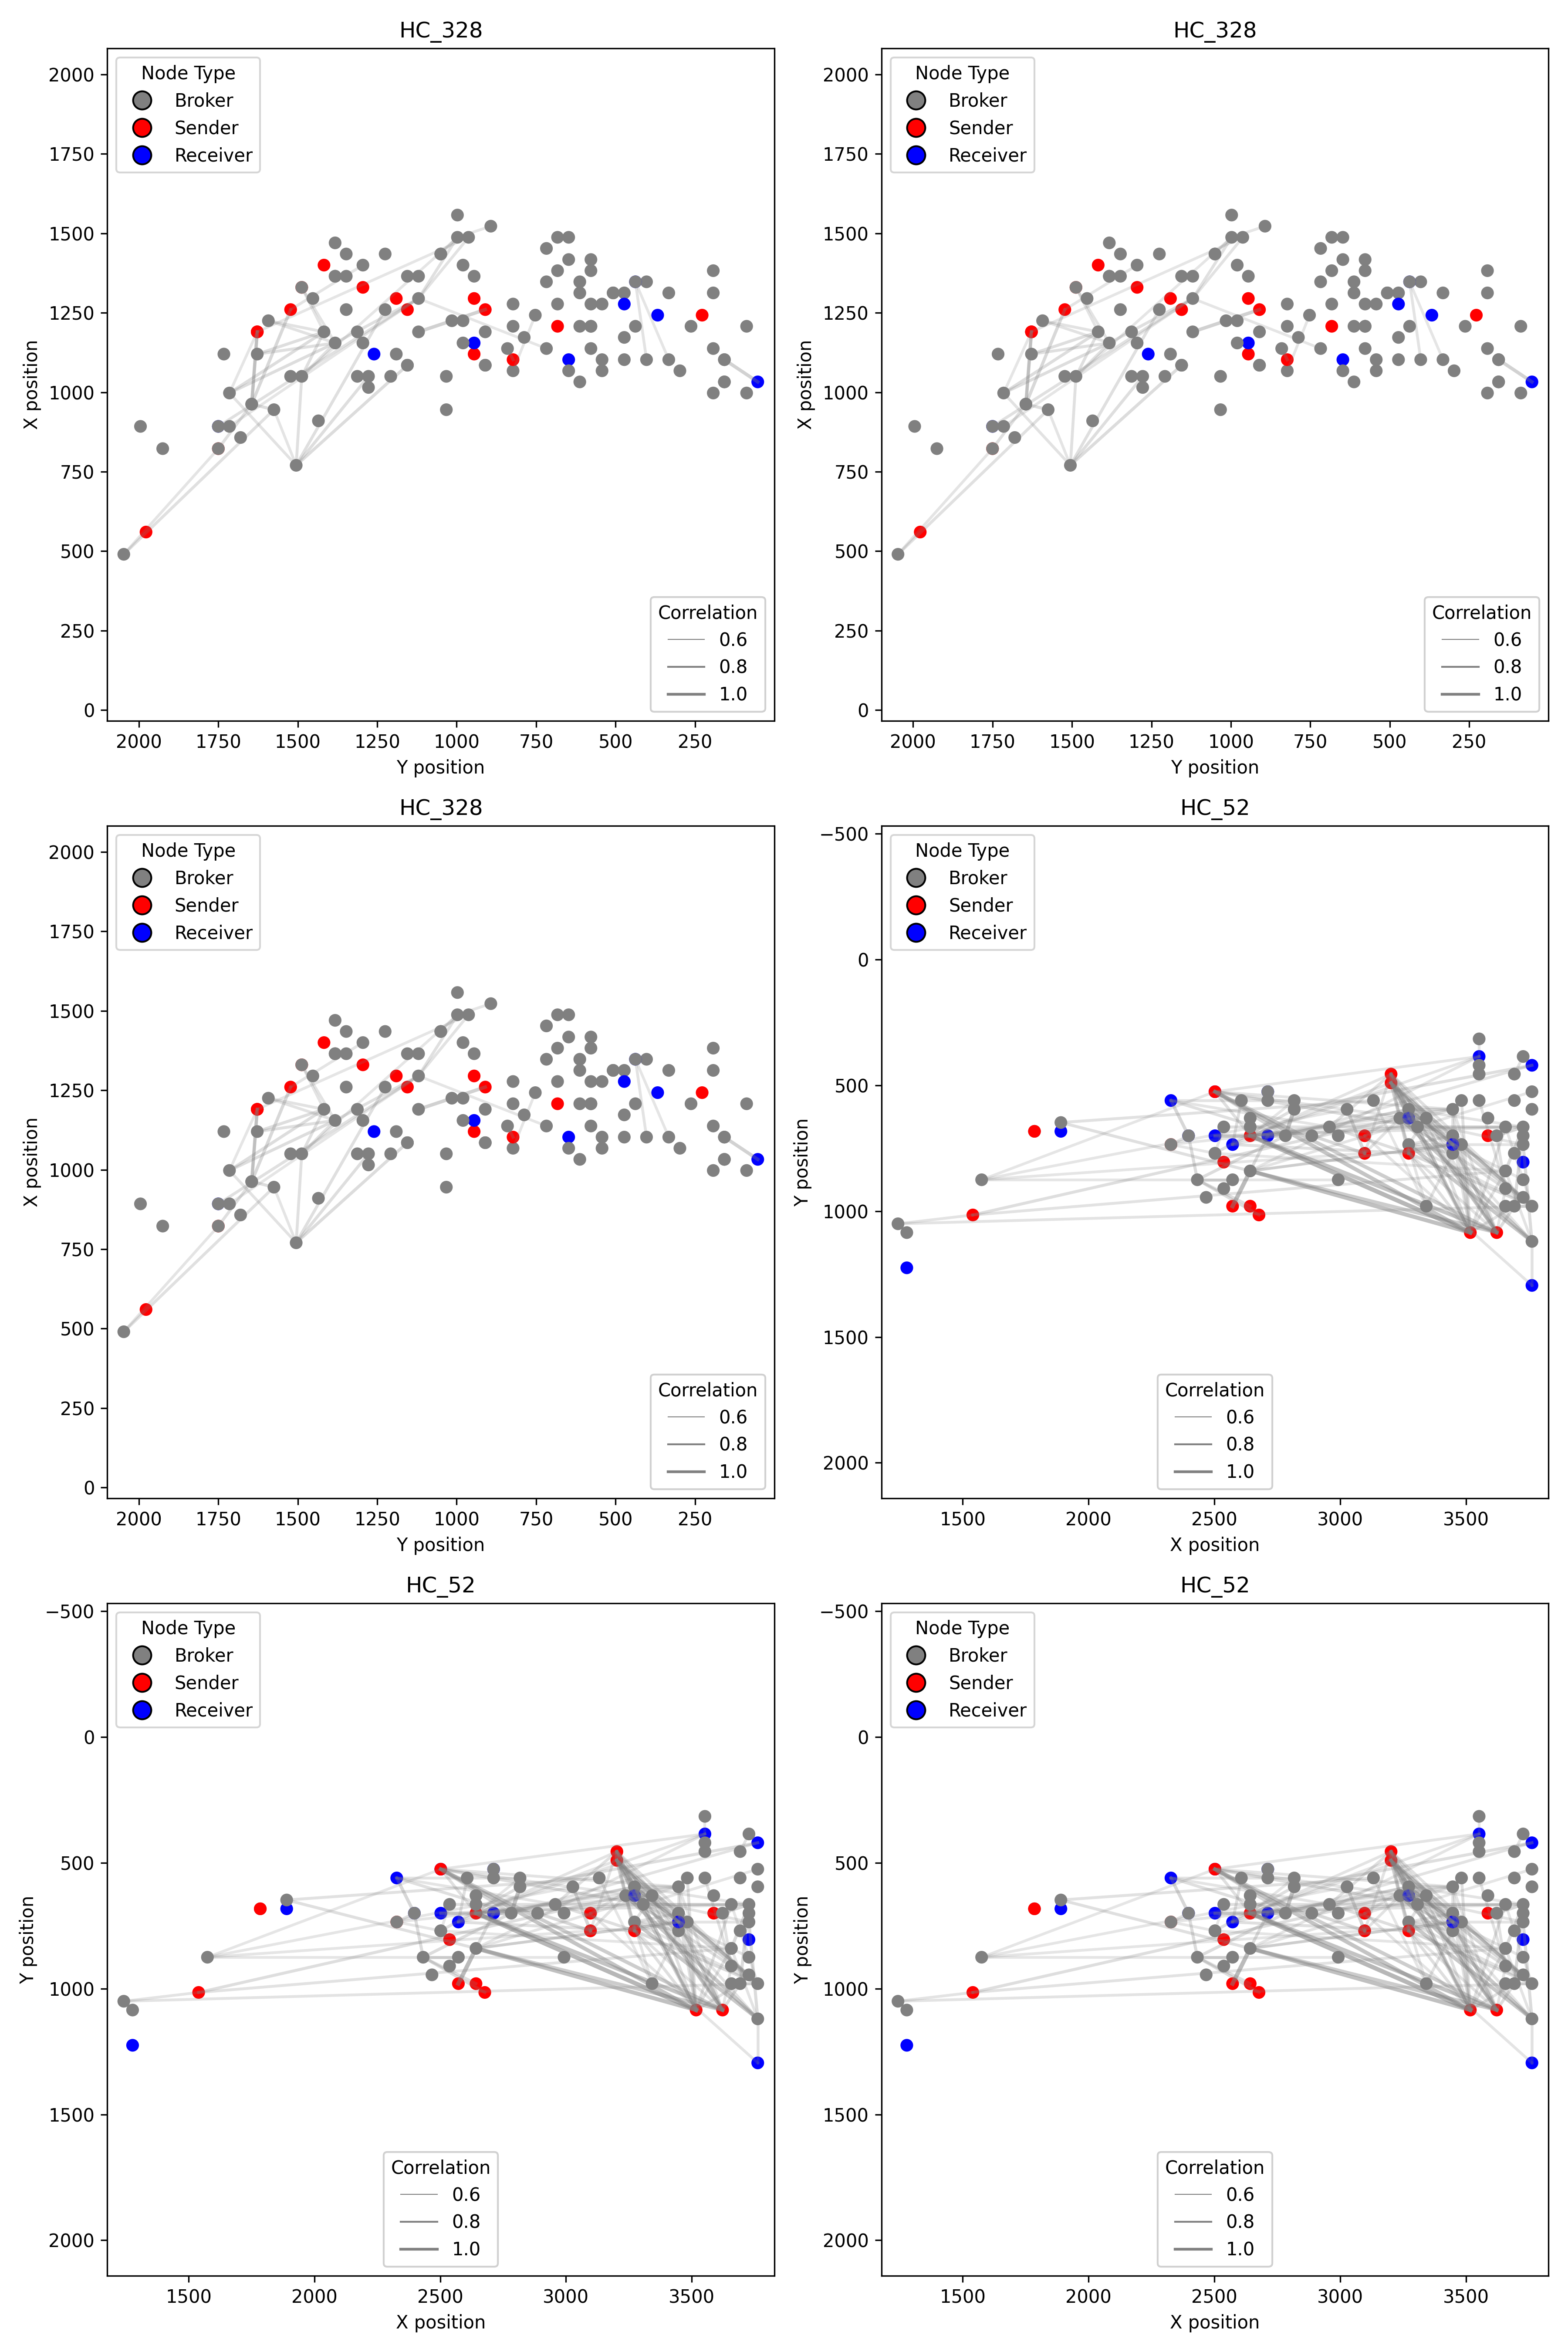 HC_328
2000
1750
1500
1250
1000
750
500
250
0
X position
Node Type
Broker
Sender
Receiver
Correlation
0.6
0.8
1.0
2000 1750 1500 1250 1000 750 500 250
Y position
HC_328
2000
1750
1500
1250
1000
750
500
250
0
X position
Node Type
Broker
Sender
Receiver
Correlation
0.6
0.8
1.0
2000 1750 1500 1250 1000 750 500 250
Y position
HC_328
2000
1750
1500
1250
1000
750
500
250
0
X position
Node Type
Broker
Sender
Receiver
Correlation
0.6
0.8
1.0
2000 1750 1500 1250 1000 750 500 250
Y position
HC_52
−500
0
500
1000
1500
2000
Y position
Node Type
Broker
Sender
Receiver
Correlation
0.6
0.8
1.0
1500 2000 2500 3000 3500
X position
HC_52
−500
0
500
1000
1500
2000
Y position
Node Type
Broker
Sender
Receiver
Correlation
0.6
0.8
1.0
1500 2000 2500 3000 3500
X position
HC_52
−500
0
500
1000
1500
2000
Y position
Node Type
Broker
Sender
Receiver
Correlation
0.6
0.8
1.0
1500 2000 2500 3000 3500
X position